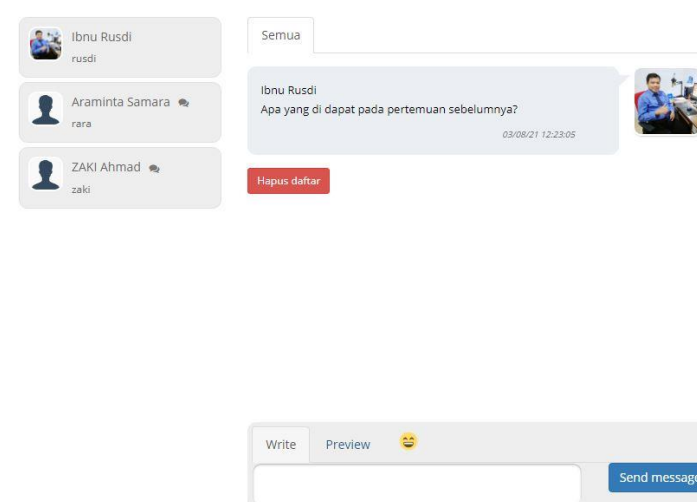 Ibnu Rusdi
rusdi
Araminta Samara
rara
ZAKI Ahmad
zaki
Semua
Ibnu Rusdi
Apa yang di dapat pada pertemuan sebelumnya?
03/08/21 12:23:05
Hapus daftar
Write Preview
Send message